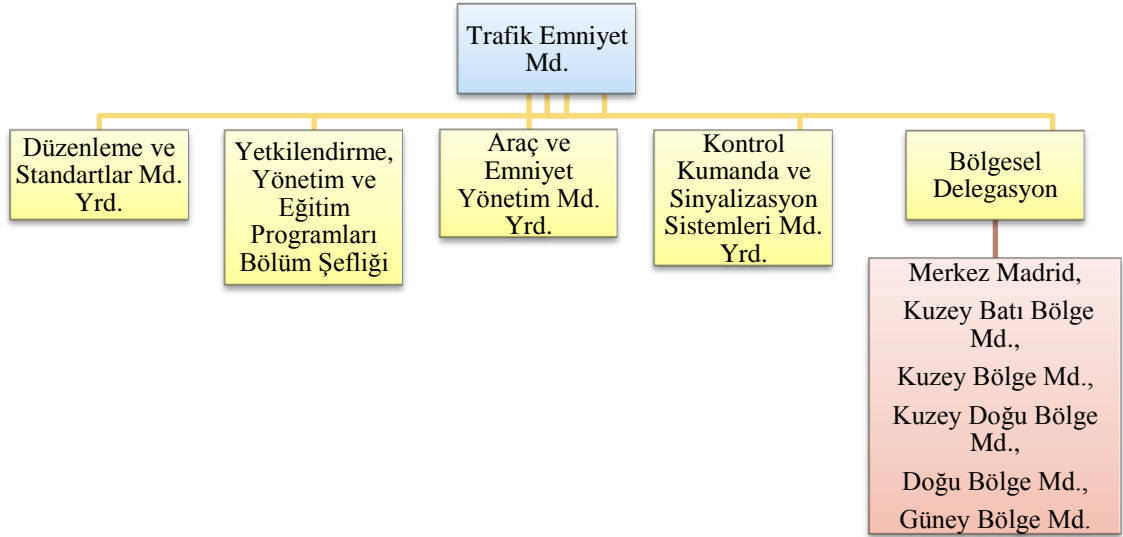 Trafik Emniyet
Md.
Düzenleme ve
Standartlar Md.
Yrd.
Yetkilendirme,
Yönetim ve
Eğitim
Programları
Bölüm Şefliği
Araç ve
Emniyet
Yönetim Md.
Yrd.
Kontrol
Kumanda ve
Sinyalizasyon
Sistemleri Md.
Yrd.
Bölgesel
Delegasyon
Merkez Madrid,
Kuzey Batı Bölge
Md.,
Kuzey Bölge Md.,
Kuzey Doğu Bölge
Md.,
Doğu Bölge Md.,
Güney Bölge Md.